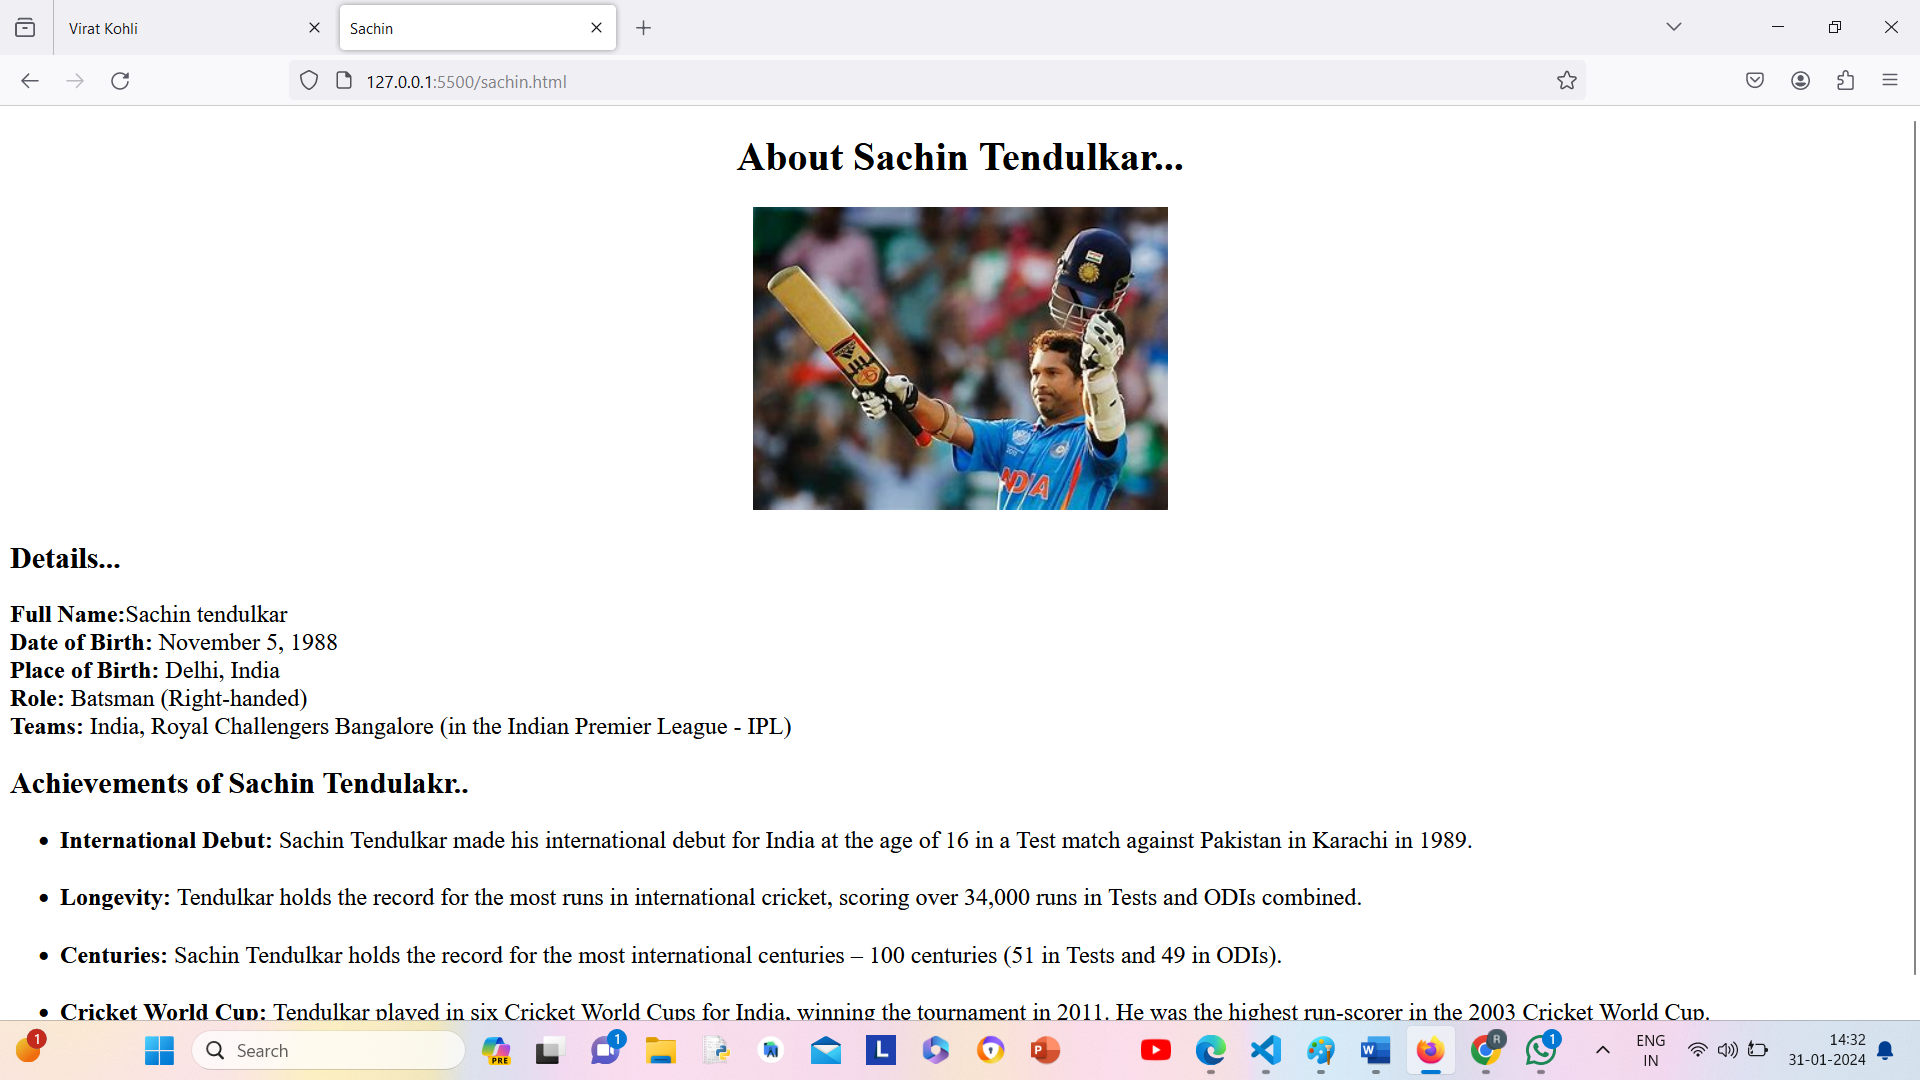 Virat Kohli
Sachin
127.0.0.1:5500/sachin.html
About Sachin Tendulkar...
INDIA
Details...
Full Name:Sachin tendulkar
Date of Birth: November 5, 1988
Place of Birth: Delhi, India
Role: Batsman (Right-handed)
Teams: India, Royal Challengers Bangalore (in the Indian Premier League - IPL)
Achievements of Sachin Tendulakr..
• International Debut: Sachin Tendulkar made his international debut for India at the age of 16 in a Test match against Pakistan in Karachi in 1989.
• Longevity: Tendulkar holds the record for the most runs in international cricket, scoring over 34,000 runs in Tests and ODIs combined.
• Centuries: Sachin Tendulkar holds the record for the most international centuries – 100 centuries (51 in Tests and 49 in ODIs).
• Cricket World Cup: Tendulkar played in six Cricket World Cups for India, winning the tournament in 2011. He was the highest run-scorer in the 2003 Cricket World Cup.
1
Search
PRE
1
L
P
W
R
1
ENG
IN
14:32
31-01-2024